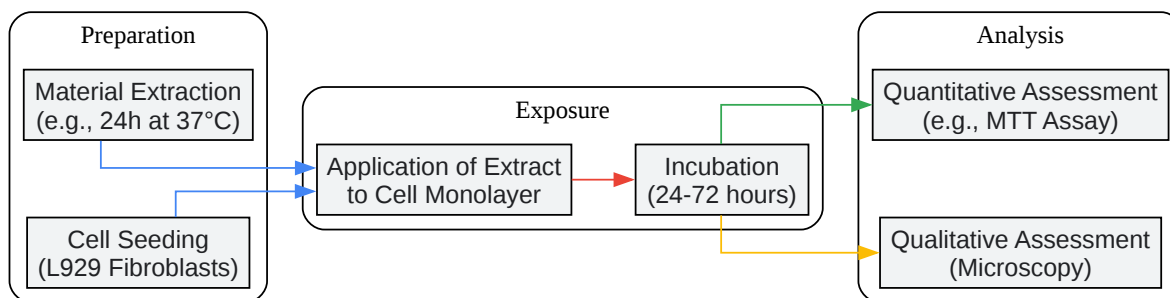 Preparation
Material Extraction
(e.g., 24h at 37°C)
Cell Seeding
(L929 Fibroblasts)
Exposure
Application of Extract
to Cell Monolayer
Incubation
(24-72 hours)
Analysis
Quantitative Assessment
(e.g., MTT Assay)
Qualitative Assessment
(Microscopy)